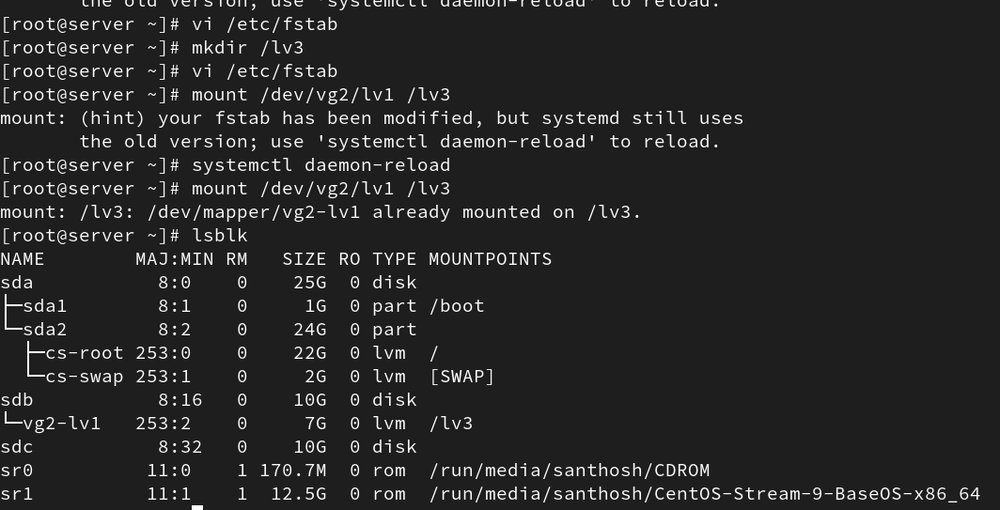 the old version; use 'systemctl daemon-reload' to reload.
[root@server ~]# vi /etc/fstab
[root@server ~]# mkdir /lv3
[root@server ~]# vi /etc/fstab
[root@server ~]# mount /dev/vg2/lv1 /lv3
mount: (hint) your fstab has been modified, but systemd still uses
       the old version; use 'systemctl daemon-reload' to reload.
[root@server ~]# systemctl daemon-reload
[root@server ~]# mount /dev/vg2/lv1 /lv3
mount: /lv3: /dev/mapper/vg2-lv1 already mounted on /lv3.
[root@server ~]# lsblk
NAME        MAJ:MIN RM   SIZE RO TYPE MOUNTPOINTS
sda           8:0    0    25G  0 disk
├─sda1        8:1    0     1G  0 part /boot
└─sda2        8:2    0    24G  0 part
  ├─cs-root 253:0    0    22G  0 lvm  /
  └─cs-swap 253:1    0     2G  0 lvm  [SWAP]
sdb           8:16   0    10G  0 disk
└─vg2-lv1   253:2    0     7G  0 lvm  /lv3
sdc           8:32   0    10G  0 disk
sr0          11:0    1 170.7M  0 rom  /run/media/santhosh/CDROM
sr1          11:1    1  12.5G  0 rom  /run/media/santhosh/CentOS-Stream-9-BaseOS-x86_64